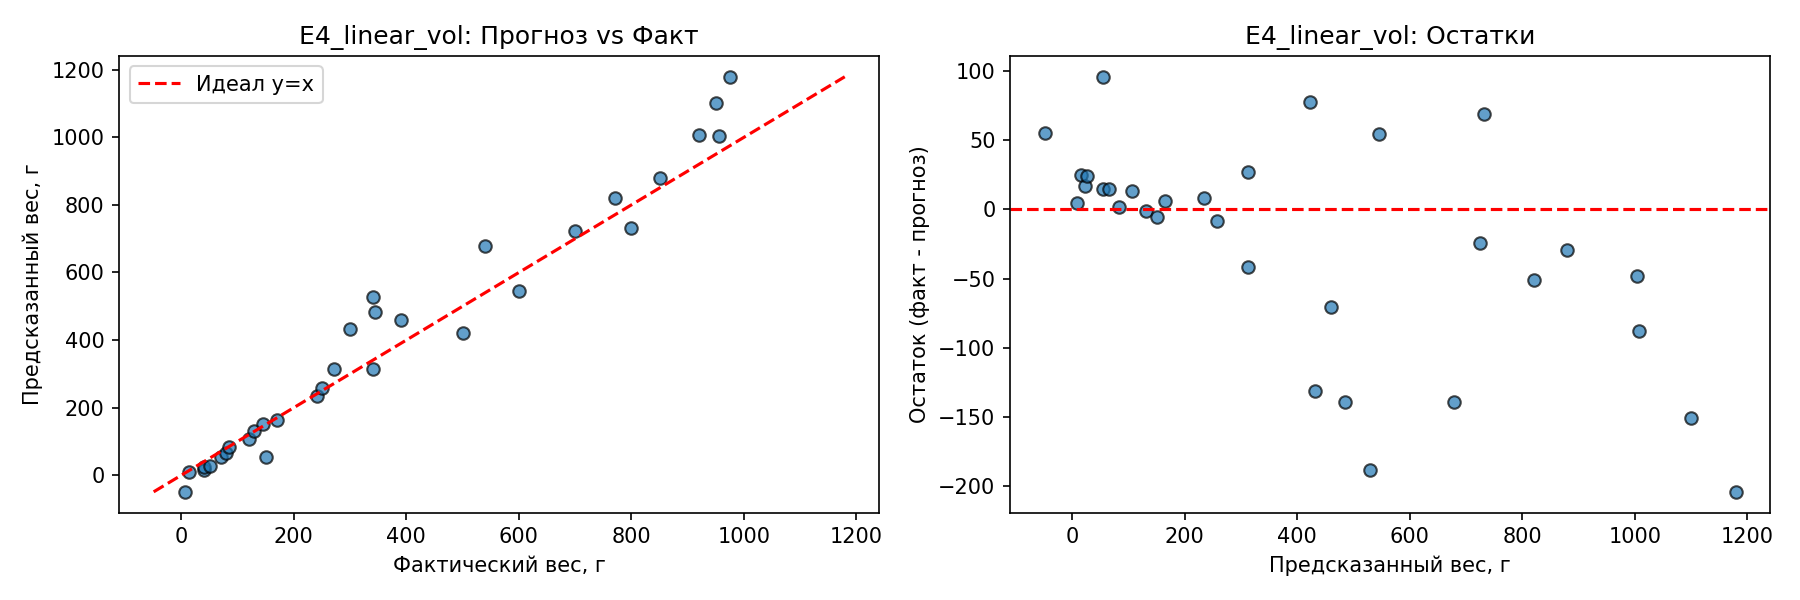 E4_linear_vol: Прогноз vs Факт
Идеал y=x
1200
1000
800
600
400
200
0
Предсказанный вес, г
0 200 400 600 800 1000 1200
Фактический вес, г
E4_linear_vol: Остатки
100
50
0
−50
−100
−150
−200
Остаток (факт - прогноз)
0 200 400 600 800 1000 1200
Предсказанный вес, г